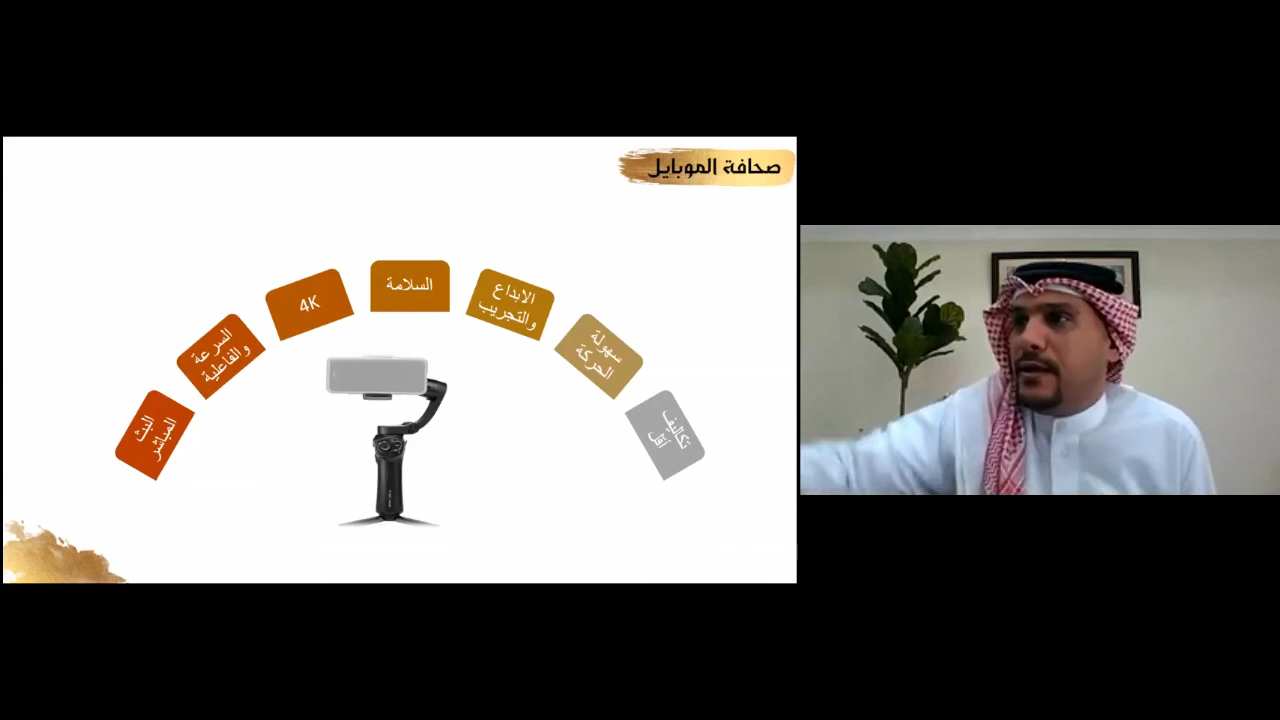 صحافة الموبايل
تكاليف
أقل
سهولة
الحركة
الابداع
والتجريب
السلامة
4K
السرعة
والفاعلية
البث
المباشر